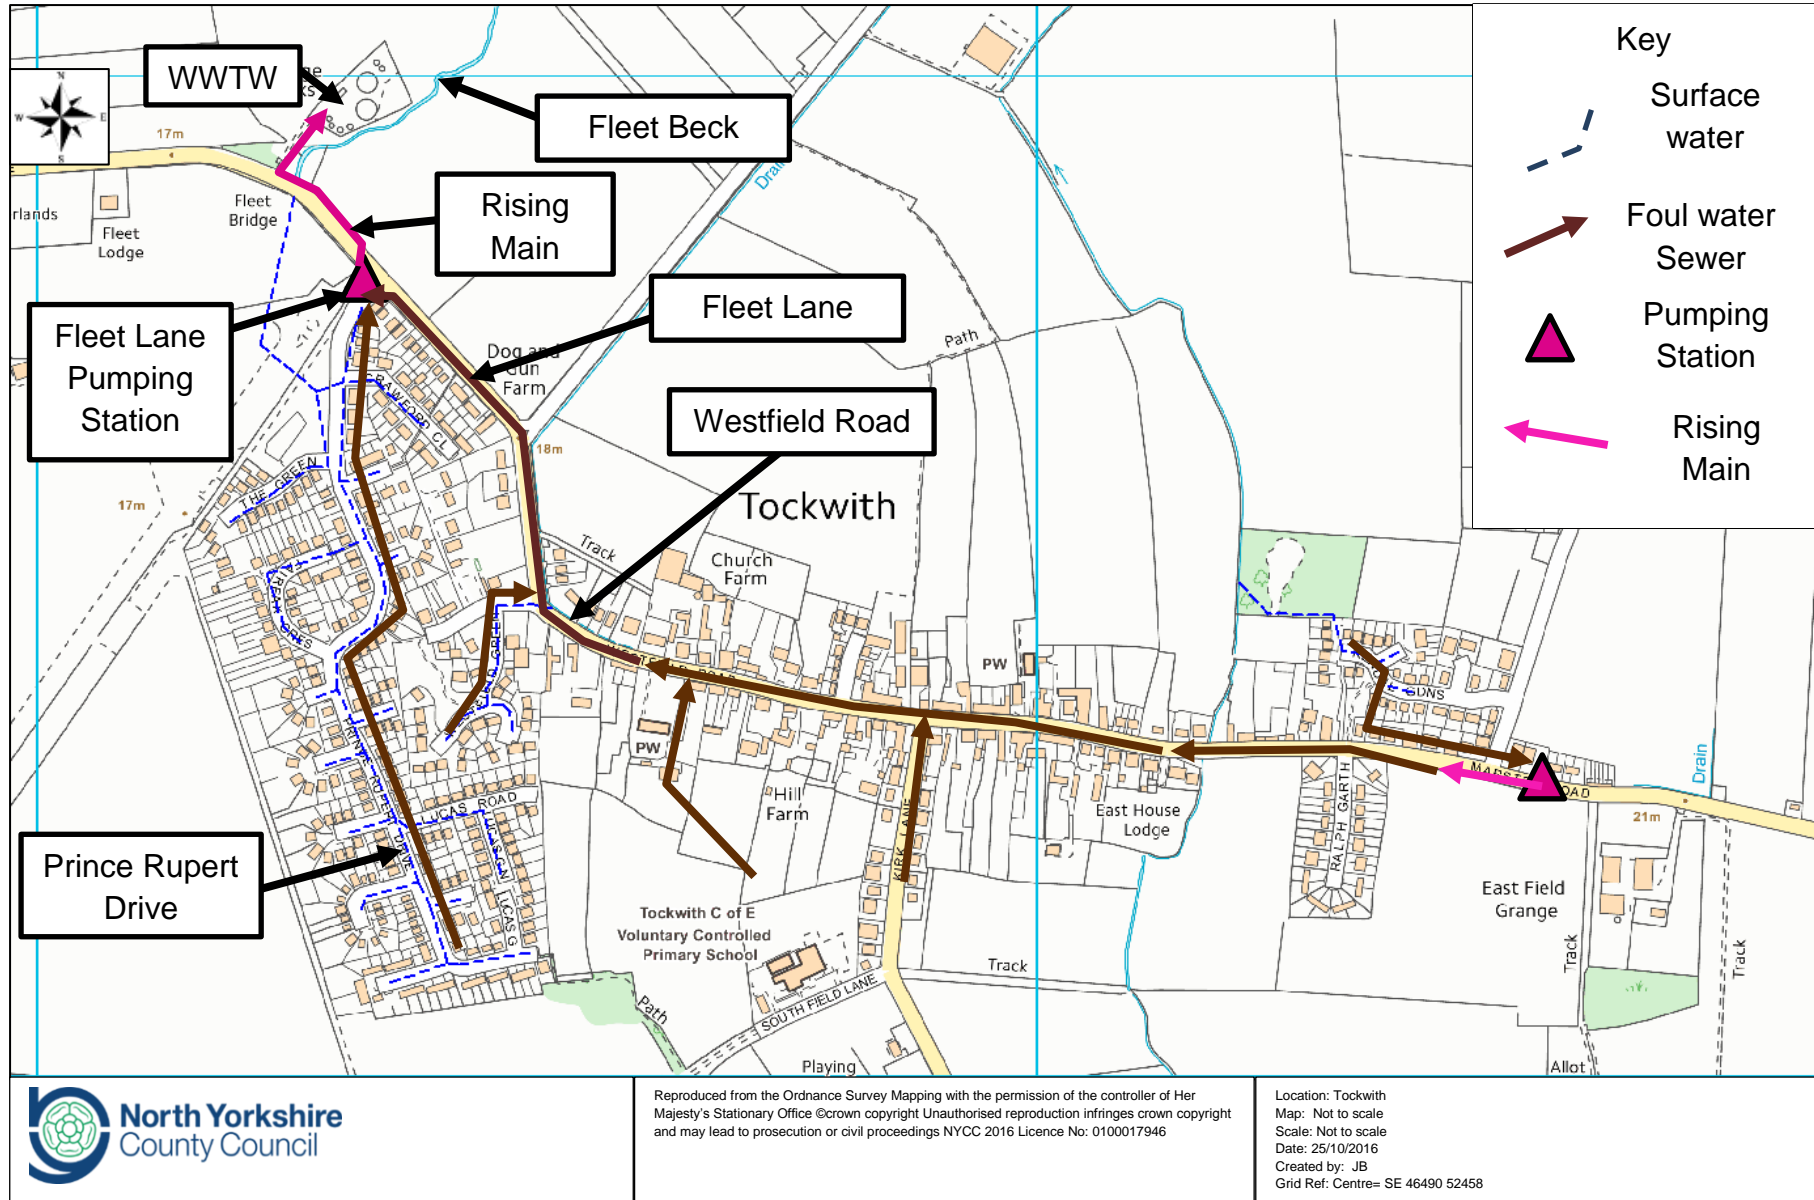 Key
Surface
water
Foul water
Sewer
Pumping
Station
Rising
Main
WWTW
Fleet Beck
Rising
Main
Fleet Lane
Fleet Lane
Pumping
Station
Westfield Road
Prince Rupert
Drive
N
W
E
S
17m
rlands
Fleet
Lodge
Fleet
Bridge
Drain
Dog and
Gun
Farm
Path
18m
Tockwith
17m
THE GREEN
CRAWFORD CL
Track
Church
Farm
PW
PW
Hill
Farm
KIRK LANE
East House
Lodge
RALPH GARTH
GDNS
ROAD
21m
Drain
East Field
Grange
Track
Track
Track
Allot
LUCAS ROAD
LUCAS G
DRIVE
Tockwith C of E
Voluntary Controlled
Primary School
SOUTH FIELD LANE
Path
Playing
North Yorkshire
County Council
Reproduced from the Ordnance Survey Mapping with the permission of the controller of Her
Majesty's Stationary Office ©crown copyright Unauthorised reproduction infringes crown copyright
and may lead to prosecution or civil proceedings NYCC 2016 Licence No: 0100017946
Location: Tockwith
Map: Not to scale
Scale: Not to scale
Date: 25/10/2016
Created by: JB
Grid Ref: Centre= SE 46490 52458